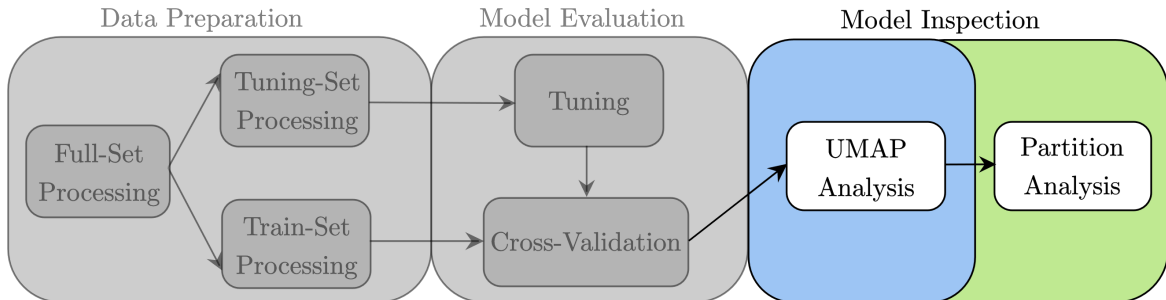 Data Preparation
Model Evaluation
Model Inspection
Full-Set
Processing
Tuning-Set
Processing
Train-Set
Processing
Tuning
Cross-Validation
UMAP
Analysis
Partition
Analysis